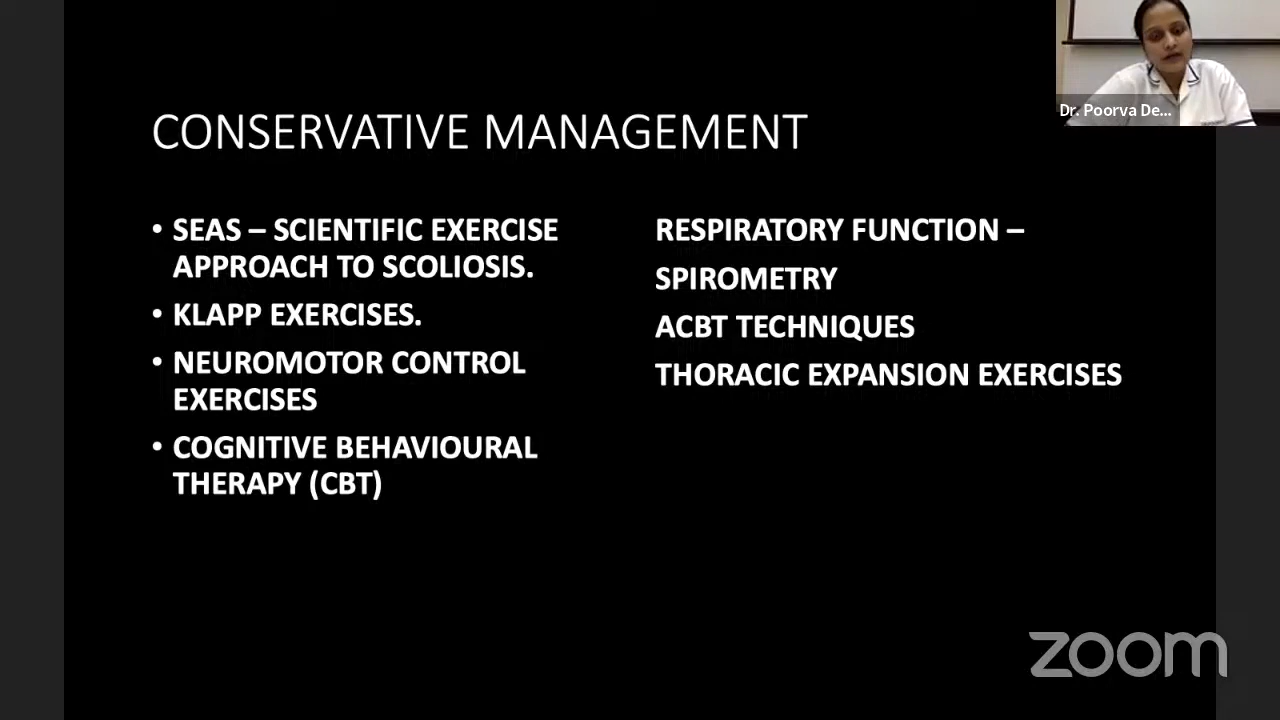 Dr. Poorva De...
CONSERVATIVE MANAGEMENT
• SEAS – SCIENTIFIC EXERCISE
APPROACH TO SCOLIOSIS.
• KLAPP EXERCISES.
• NEUROMOTOR CONTROL
EXERCISES
• COGNITIVE BEHAVIOURAL
THERAPY (CBT)
RESPIRATORY FUNCTION –
SPIROMETRY
ACBT TECHNIQUES
THORACIC EXPANSION EXERCISES
zoom